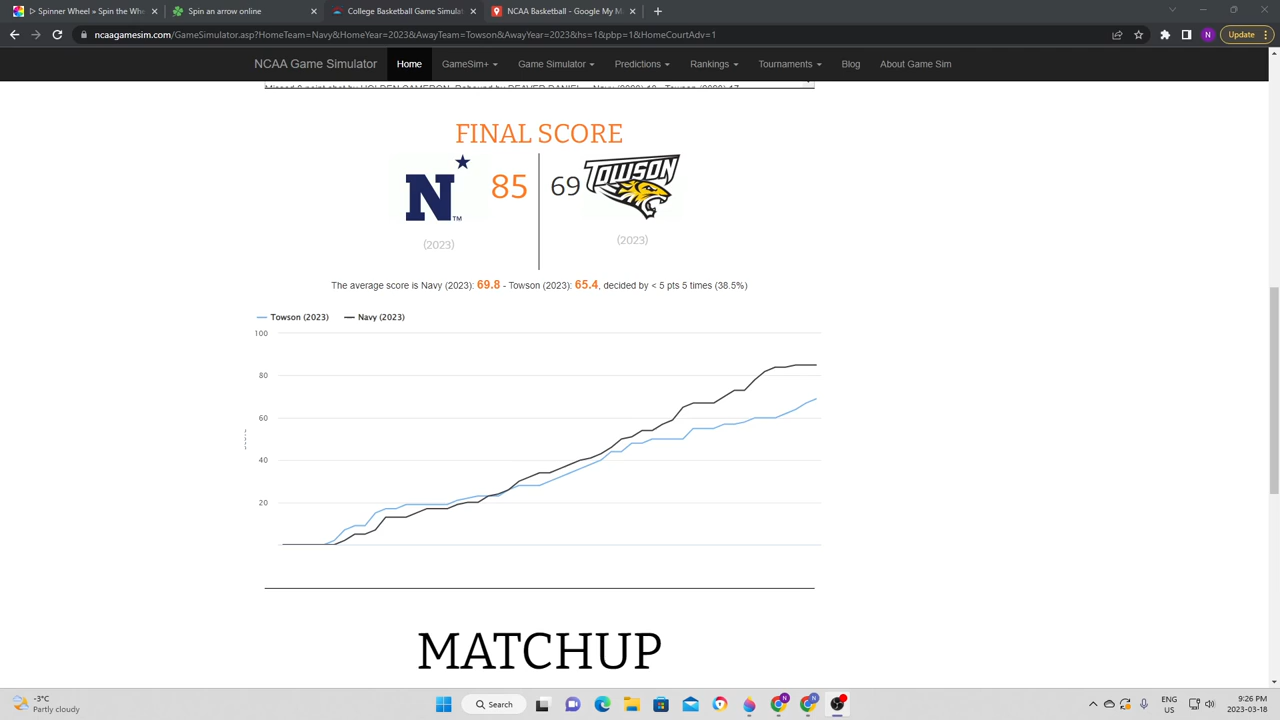 Spinner Wheel - Spin the Whe
Spin an arrow online
College Basketball Game Simulat
NCAA Basketball - Google My M
ncaagamesim.com/GameSimulator.asp?HomeTeam=Navy&HomeYear=2023&AwayTeam=Towson&AwayYear=2023&hs=1&pbp=1&HomeCourtAdv=1
N
Update
NCAA Game Simulator Home GameSim+ Game Simulator Predictions Rankings Tournaments Blog About Game Sim
FINAL SCORE
N
TM
85
69
TOWSON
(2023)
(2023)
The average score is Navy (2023): 69.8 - Towson (2023): 65.4, decided by < 5 pts 5 times (38.5%)
Towson (2023) Navy (2023)
100
80
60
40
20
MATCHUP
-3°C
Partly cloudy
Search
ENG
US
9:26 PM
2023-03-18